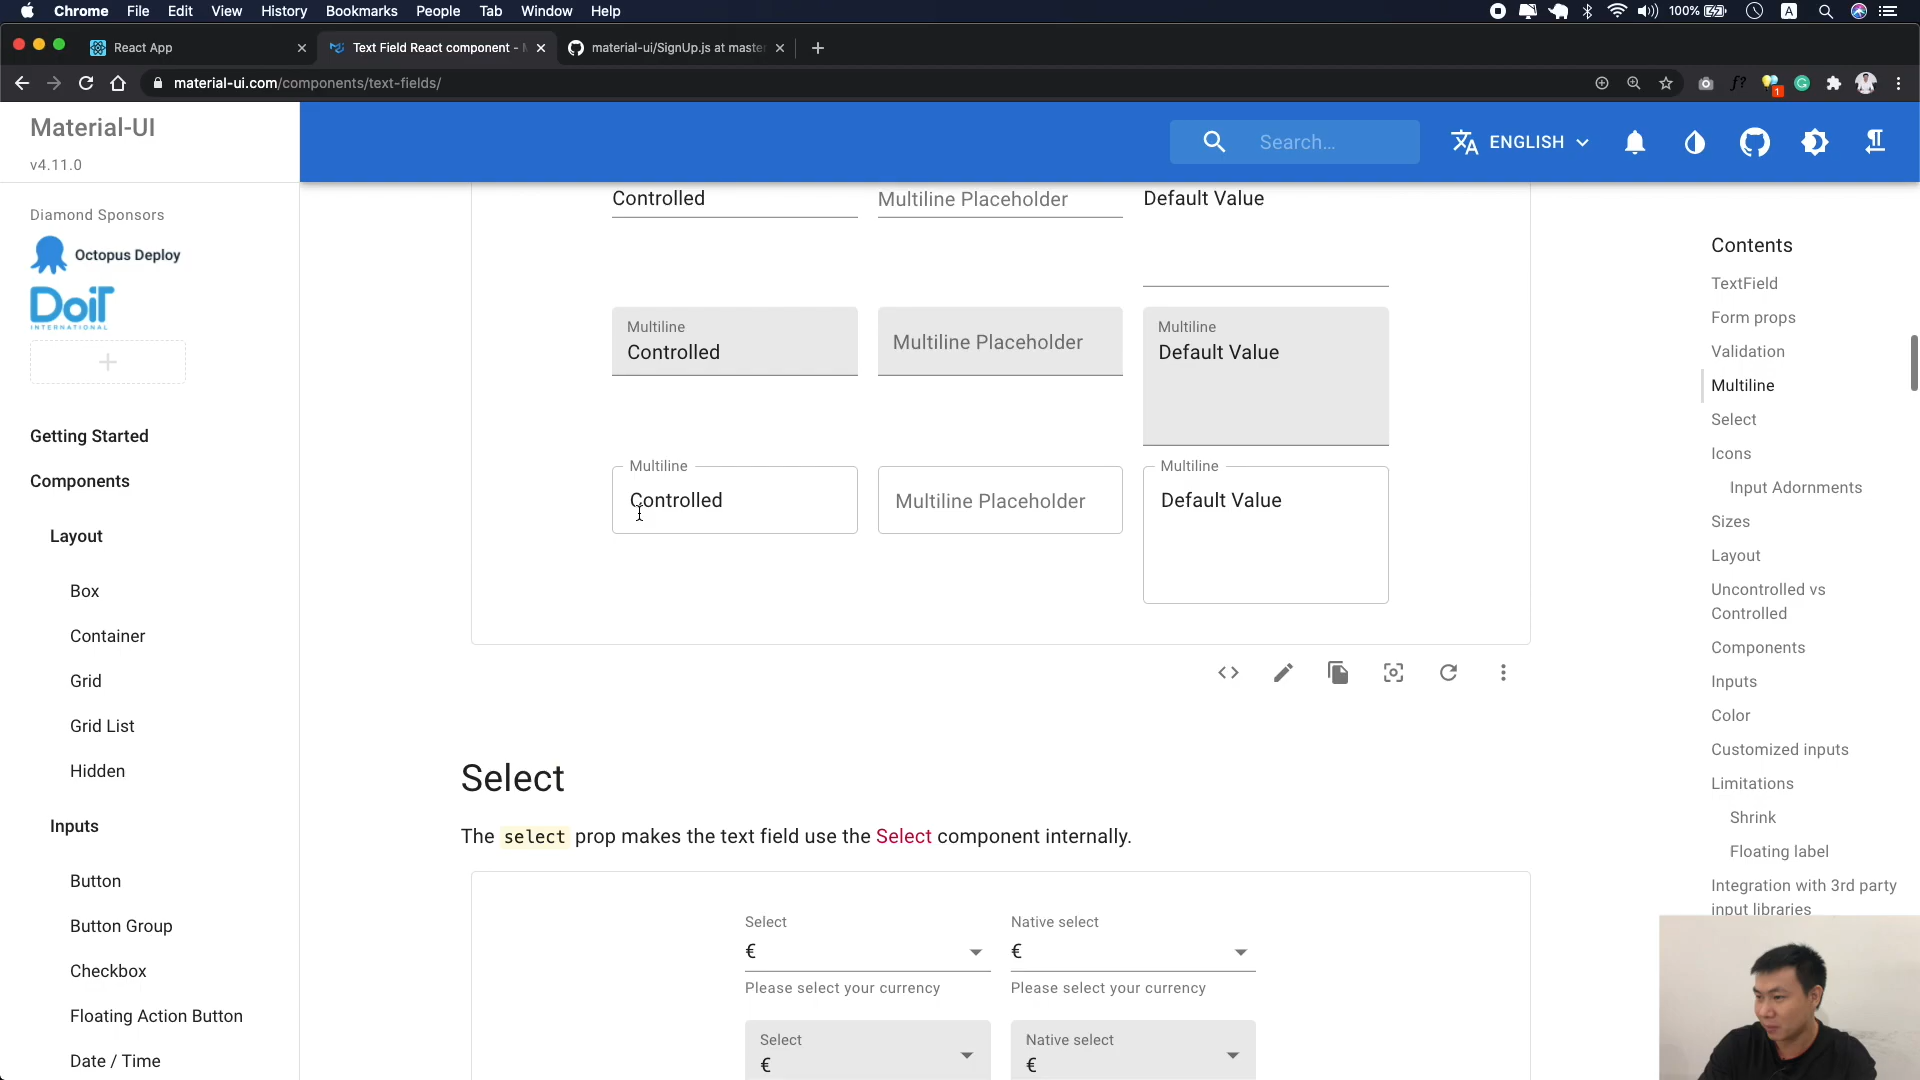 Chrome File Edit View History Bookmarks People Tab Window Help 100% A
React App
Text Field React component -
material-ui/SignUp.js at maste
material-ui.com/components/text-fields/
f?
1
Material-UI
v4.11.0
Search...
ENGLISH
Diamond Sponsors
Octopus Deploy
DoiT
INTERNATIONAL
Getting Started
Components
Layout
Box
Container
Grid
Grid List
Hidden
Inputs
Button
Button Group
Checkbox
Floating Action Button
Date / Time
Controlled Multiline Placeholder Default Value
Multiline Multiline
Controlled Multiline Placeholder Default Value
Multiline Multiline
Controlled Multiline Placeholder Default Value
Select
The select prop makes the text field use the Select component internally.
Select Native select
€ €
Please select your currency Please select your currency
Select Native select
€ €
Contents
TextField
Form props
Validation
Multiline
Select
Icons
Input Adornments
Sizes
Layout
Uncontrolled vs
Controlled
Components
Inputs
Color
Customized inputs
Limitations
Shrink
Floating label
Integration with 3rd party
input libraries